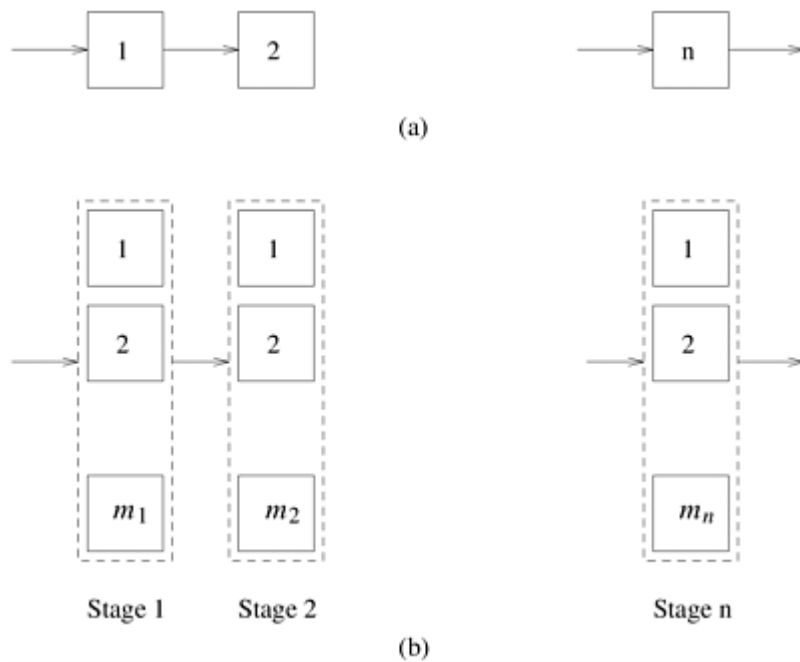 1 2 n
(a)
1 1 1
2 2 2
m₁ m₂ mₙ
Stage 1 Stage 2 Stage n
(b)